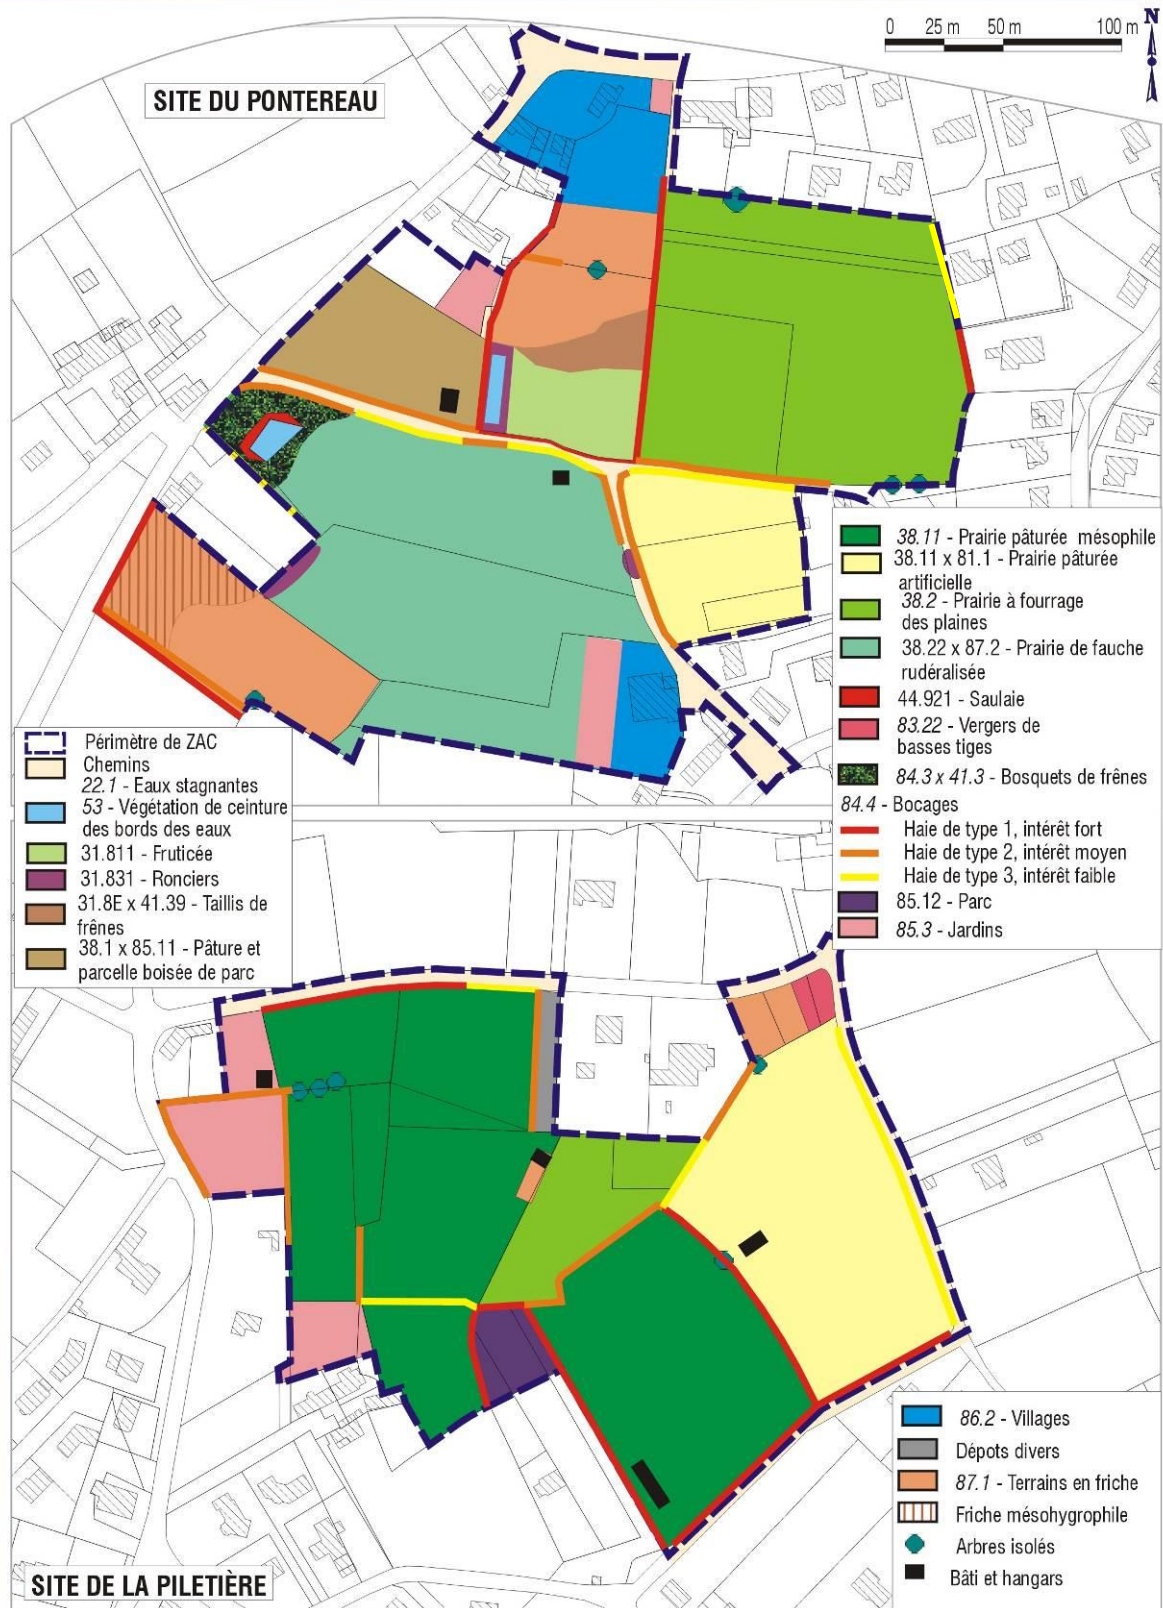 0 25 m 50 m 100 m
N
SITE DU PONTEREAU
38.11 - Prairie pâturée mésophile
38.11 x 81.1 - Prairie pâturée
artificielle
38.2 - Prairie à fourrage
des plaines
38.22 x 87.2 - Prairie de fauche
rudéralisée
44.921 - Saulaie
83.22 - Vergers de
basses tiges
84.3 x 41.3 - Bosquets de frênes
84.4 - Bocages
Haie de type 1, intérêt fort
Haie de type 2, intérêt moyen
Haie de type 3, intérêt faible
85.12 - Parc
85.3 - Jardins
Périmètre de ZAC
Chemins
22.1 - Eaux stagnantes
53 - Végétation de ceinture
des bords des eaux
31.811 - Fruticée
31.831 - Ronciers
31.8E x 41.39 - Taillis de
frênes
38.1 x 85.11 - Pâture et
parcelle boisée de parc
86.2 - Villages
Dépots divers
87.1 - Terrains en friche
Friche mésohygrophile
Arbres isolés
Bâti et hangars
SITE DE LA PILETIÈRE